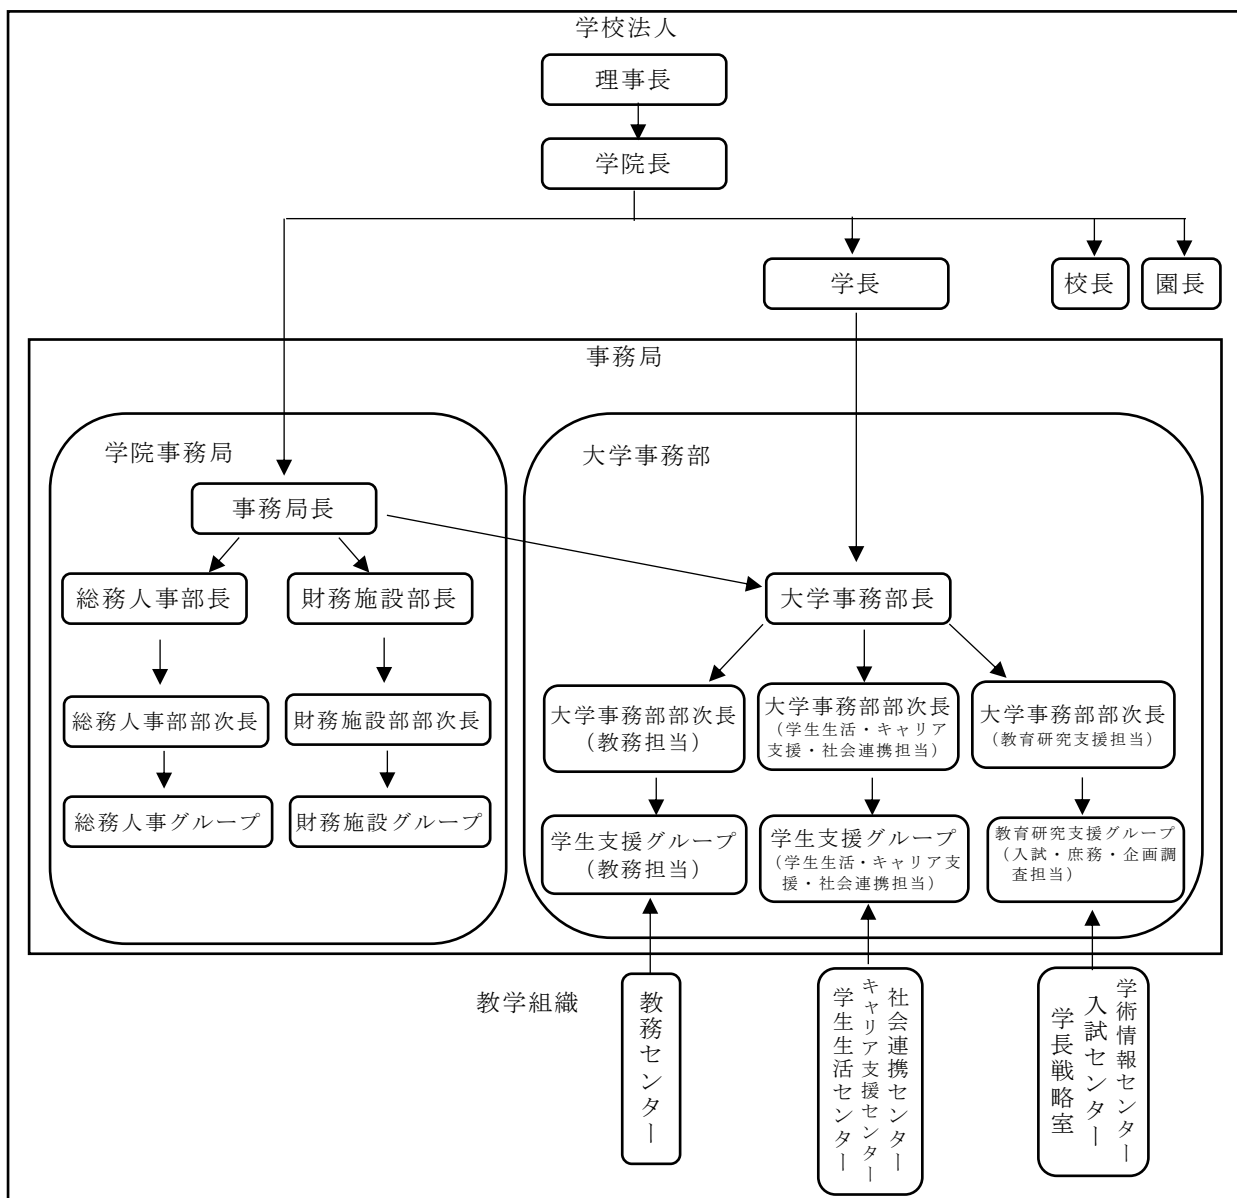 学校法人
理事長
学院長
学長
校長
園長
事務局
学院事務局
事務局長
総務人事部長
財務施設部長
総務人事部部次長
財務施設部部次長
総務人事グループ
財務施設グループ
大学事務部
大学事務部長
大学事務部部次長
（教務担当）
大学事務部部次長
（学生生活・キャリア
支援・社会連携担当）
大学事務部部次長
（教育研究支援担当）
学生支援グループ
（教務担当）
学生支援グループ
（学生生活・キャリア支
援・社会連携担当）
教育研究支援グループ
（入試・庶務・企画調
査担当）
教学組織
教務センター
社会連携センター
キャリア支援センター
学生生活センター
学術情報センター
入試センター
学長戦略室